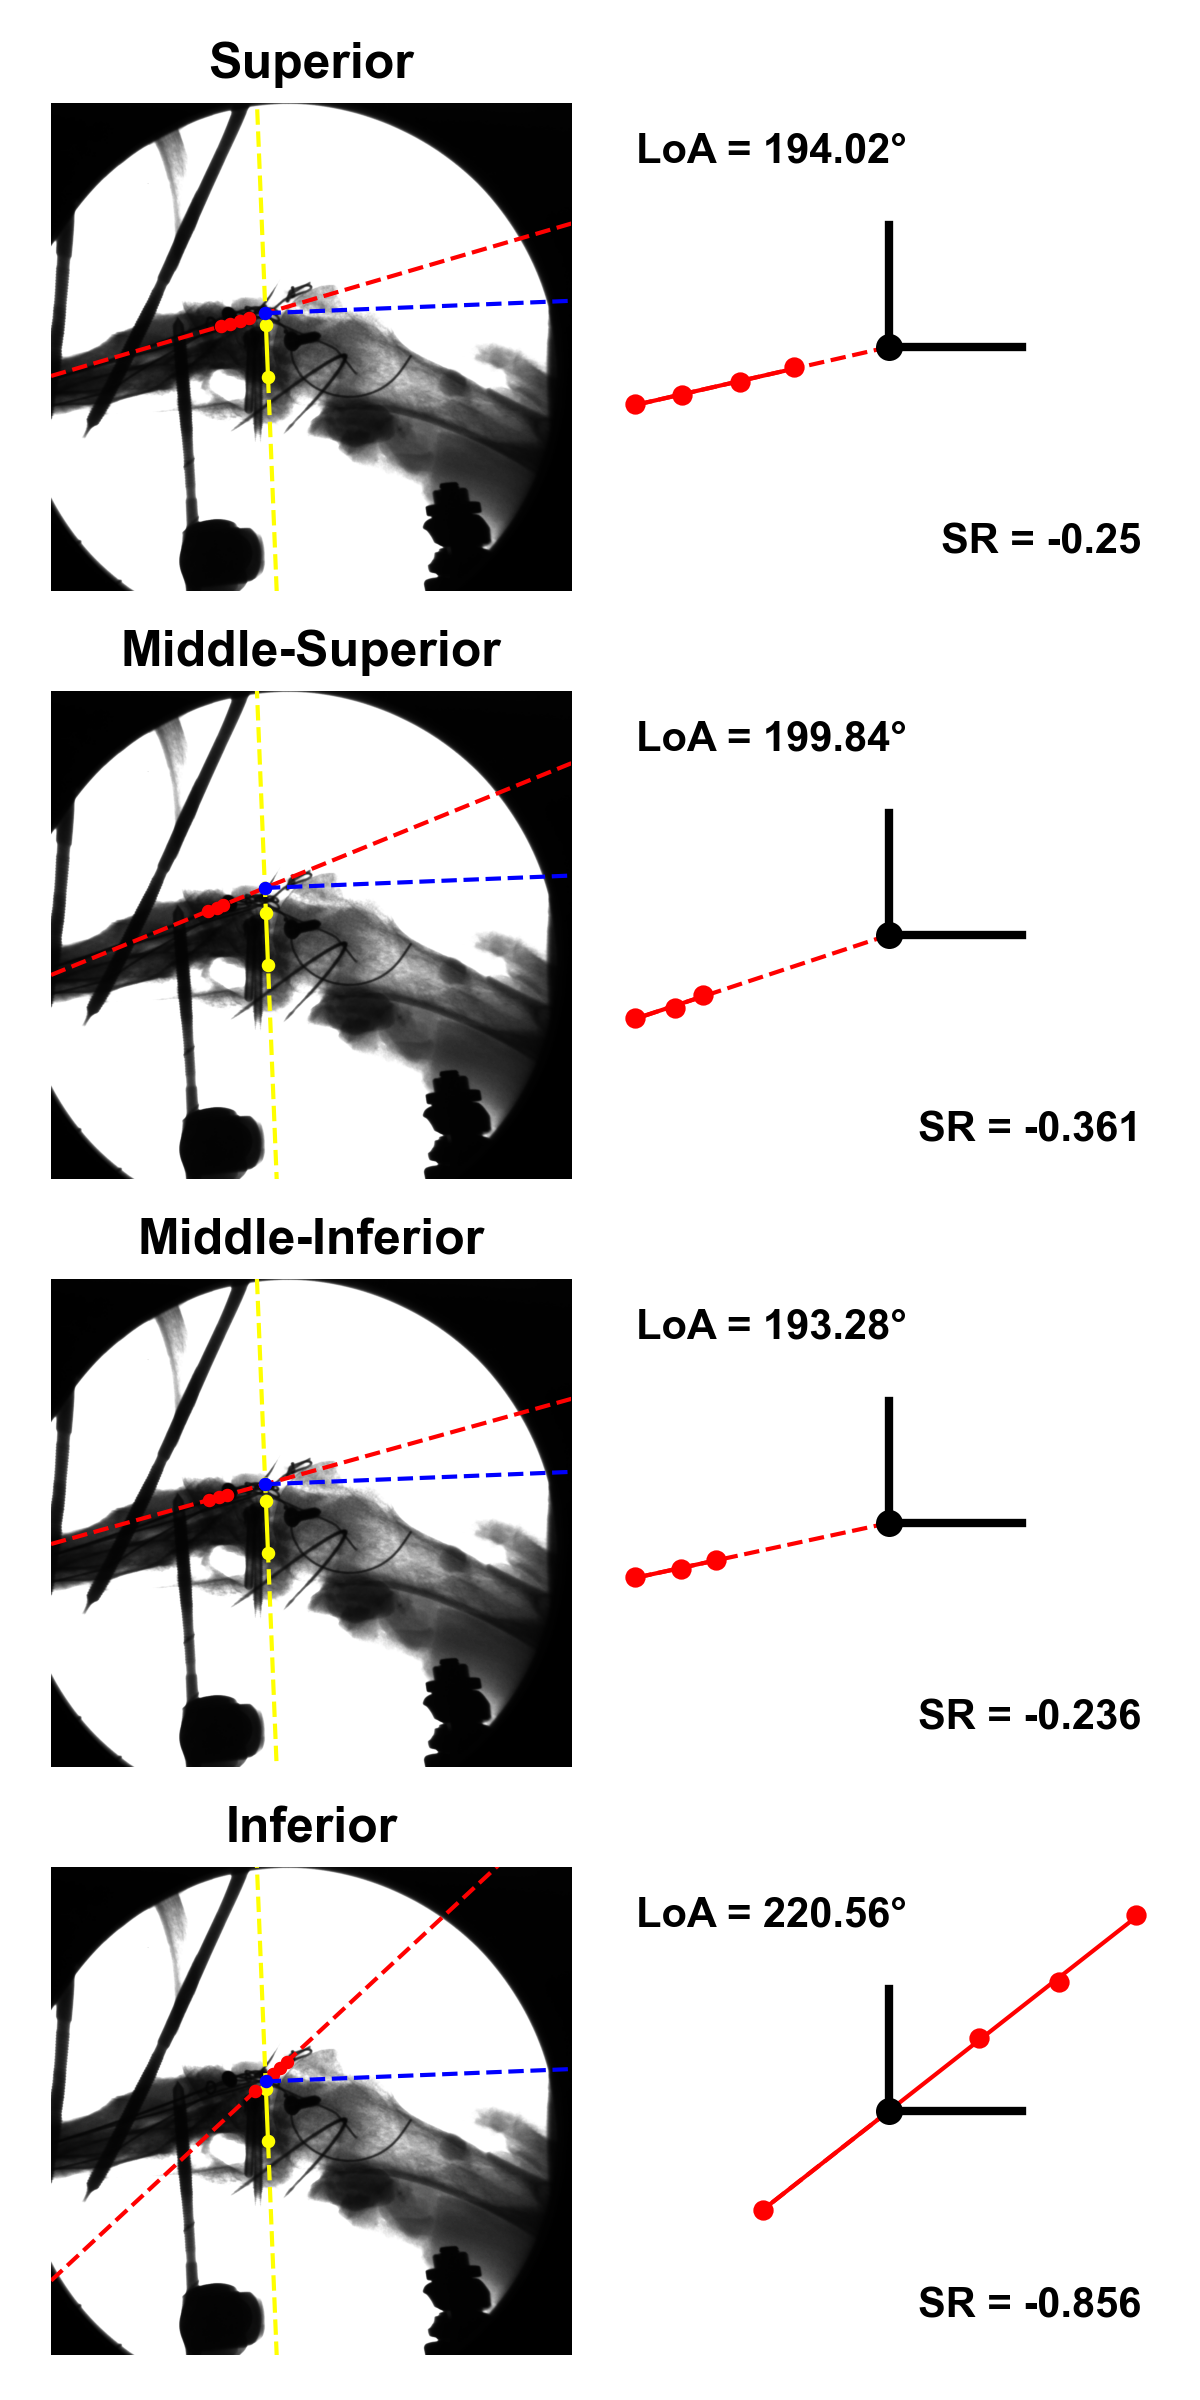 Superior
LoA = 194.02°
SR = -0.25
Middle-Superior
LoA = 199.84°
SR = -0.361
Middle-Inferior
LoA = 193.28°
SR = -0.236
Inferior
LoA = 220.56°
SR = -0.856